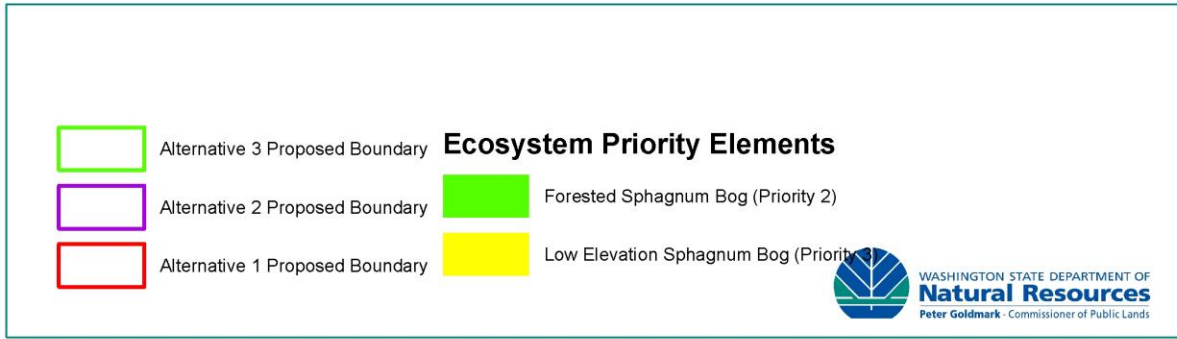 Alternative 3 Proposed Boundary
Alternative 2 Proposed Boundary
Alternative 1 Proposed Boundary
Ecosystem Priority Elements
Forested Sphagnum Bog (Priority 2)
Low Elevation Sphagnum Bog (Priority 3)
WASHINGTON STATE DEPARTMENT OF
Natural Resources
Peter Goldmark - Commissioner of Public Lands